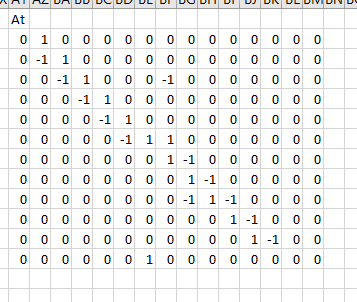 AY AZ BA BB BC BD BE BF BG BH BI BJ BK BL BM BN
At
0 1 0 0 0 0 0 0 0 0 0 0 0 0 0
0 -1 1 0 0 0 0 0 0 0 0 0 0 0 0
0 0 -1 1 0 0 0 -1 0 0 0 0 0 0 0
0 0 0 -1 1 0 0 0 0 0 0 0 0 0 0
0 0 0 0 -1 1 0 0 0 0 0 0 0 0 0
0 0 0 0 0 -1 1 1 0 0 0 0 0 0 0
0 0 0 0 0 0 0 1 -1 0 0 0 0 0 0
0 0 0 0 0 0 0 0 1 -1 0 0 0 0 0
0 0 0 0 0 0 0 0 -1 1 -1 0 0 0 0
0 0 0 0 0 0 0 0 0 0 1 -1 0 0 0
0 0 0 0 0 0 0 0 0 0 0 1 -1 0 0
0 0 0 0 0 0 1 0 0 0 0 0 0 0 0